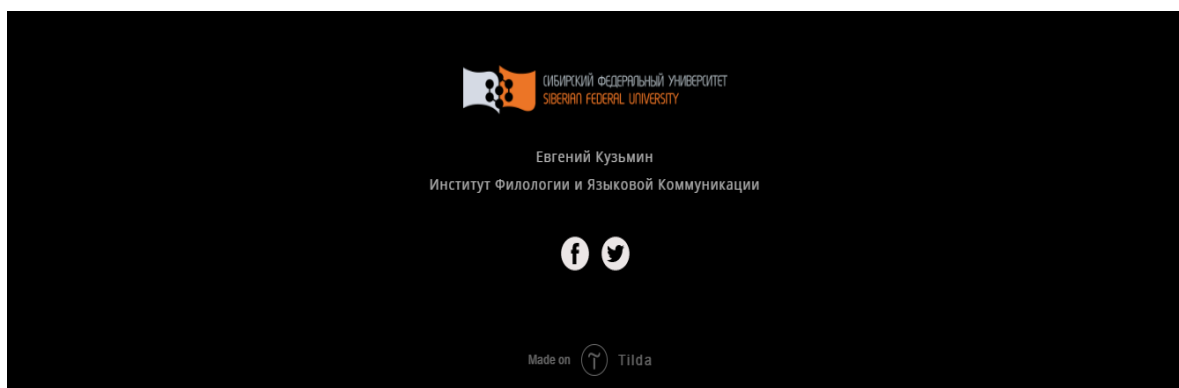 СИБИРСКИЙ ФЕДЕРАЛЬНЫЙ УНИВЕРСИТЕТ
SIBERIAN FEDERAL UNIVERSITY
Евгений Кузьмин
Институт Филологии и Языковой Коммуникации
Made on Tilda